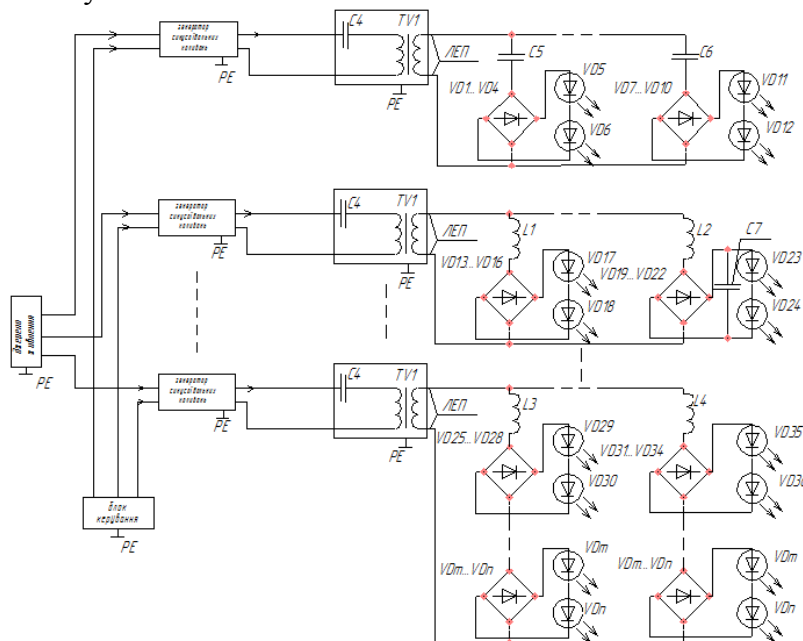 генератор
синусоїдальних
коливань
PE
C4
TV1
PE
ЛЕП
C5
C6
VD1...VD4
VD5
VD6
VD7...VD10
VD11
VD12
генератор
синусоїдальних
коливань
PE
C4
TV1
PE
ЛЕП
L1
L2
C7
VD13...VD16
VD17
VD18
VD19...VD22
VD23
VD24
джерело
живлення
PE
генератор
синусоїдальних
коливань
PE
C4
TV1
PE
ЛЕП
L3
L4
VD25...VD28
VD29
VD30
VD31...VD34
VD35
VD36
блок
керування
PE
VDm...VDn
VDm
VDn
VDm...VDn
VDm
VDn